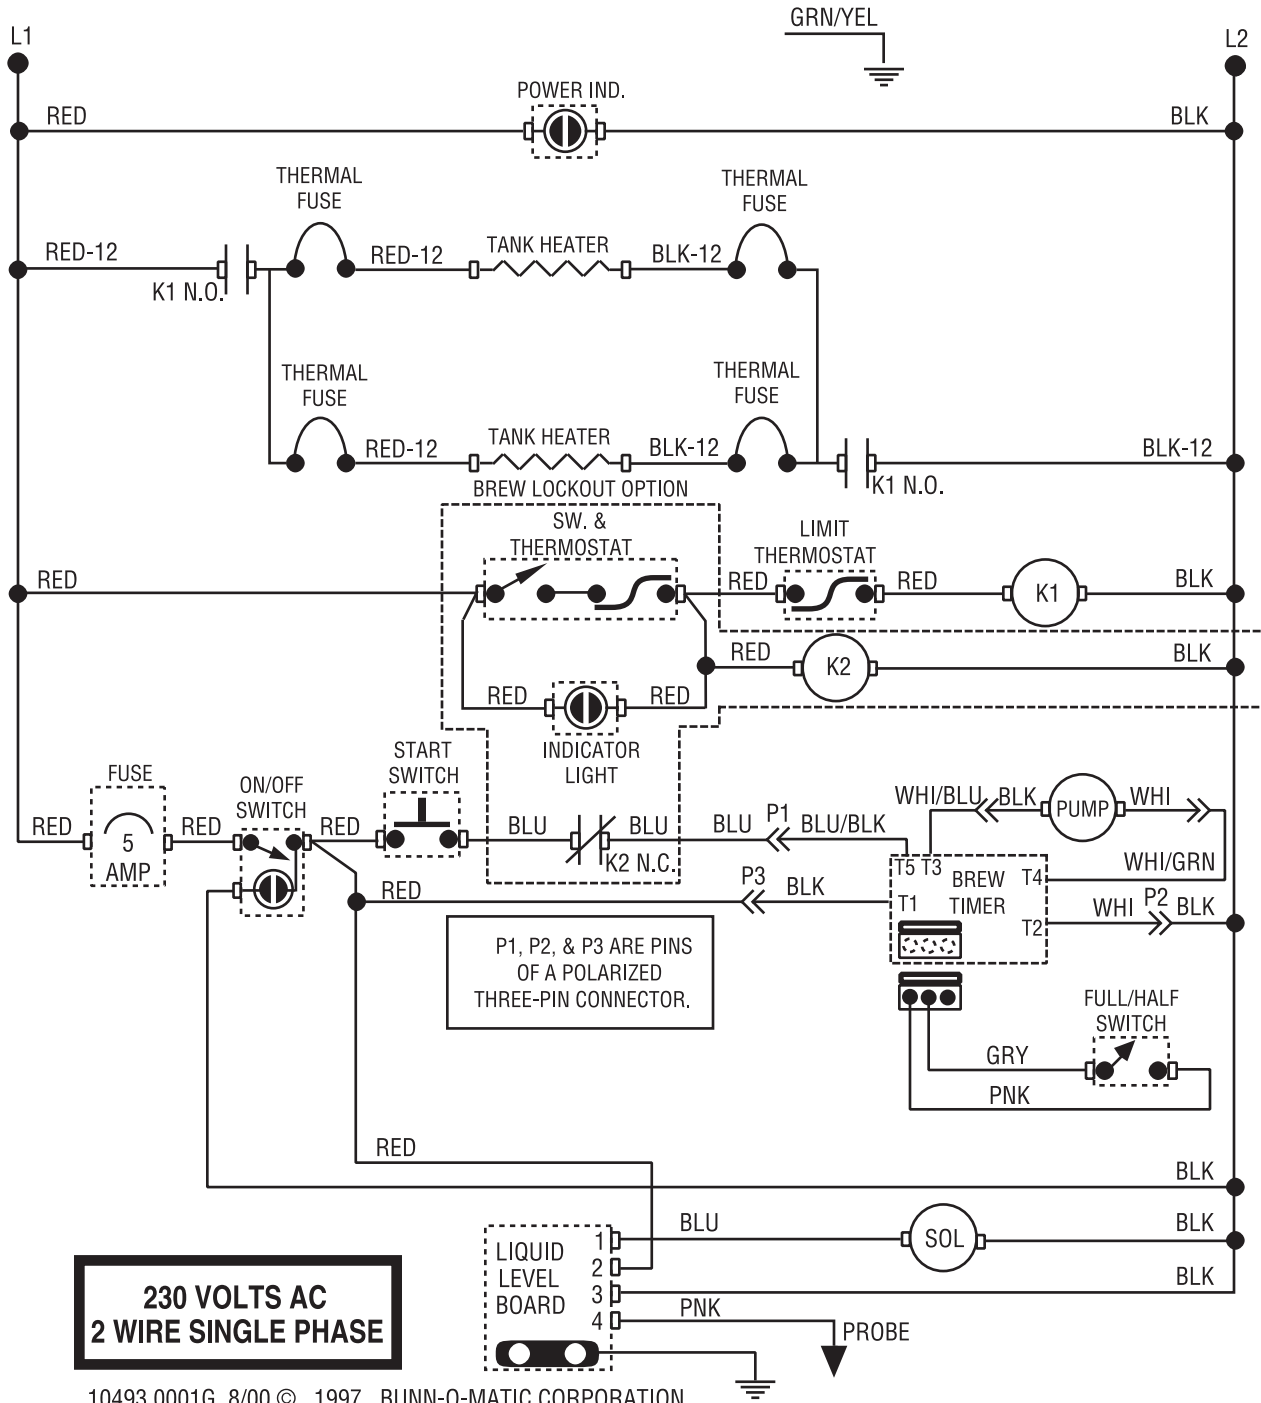 L1
GRN/YEL
L2
POWER IND.
RED
BLK
THERMAL
FUSE
THERMAL
FUSE
RED-12
K1 N.O.
RED-12
TANK HEATER
BLK-12
THERMAL
FUSE
THERMAL
FUSE
RED-12
TANK HEATER
BLK-12
K1 N.O.
BLK-12
BREW LOCKOUT OPTION
SW. &
THERMOSTAT
LIMIT
THERMOSTAT
RED
RED
RED
K1
BLK
RED
K2
BLK
RED
RED
INDICATOR
LIGHT
FUSE
ON/OFF
SWITCH
START
SWITCH
RED
5
AMP
RED
RED
BLU
BLU
K2 N.C.
BLU
P1
BLU/BLK
WHI/BLU
BLK
PUMP
WHI
WHI/GRN
RED
P3
BLK
T5
T3
T4
BREW
TIMER
T1
T2
WHI
P2
BLK
P1, P2, & P3 ARE PINS
OF A POLARIZED
THREE-PIN CONNECTOR.
FULL/HALF
SWITCH
GRY
PNK
RED
BLK
LIQUID
LEVEL
BOARD
1
2
3
4
BLU
SOL
BLK
BLK
PNK
PROBE
230 VOLTS AC
2 WIRE SINGLE PHASE
10493.0001G 8/00 © 1997 BUNN-O-MATIC CORPORATION